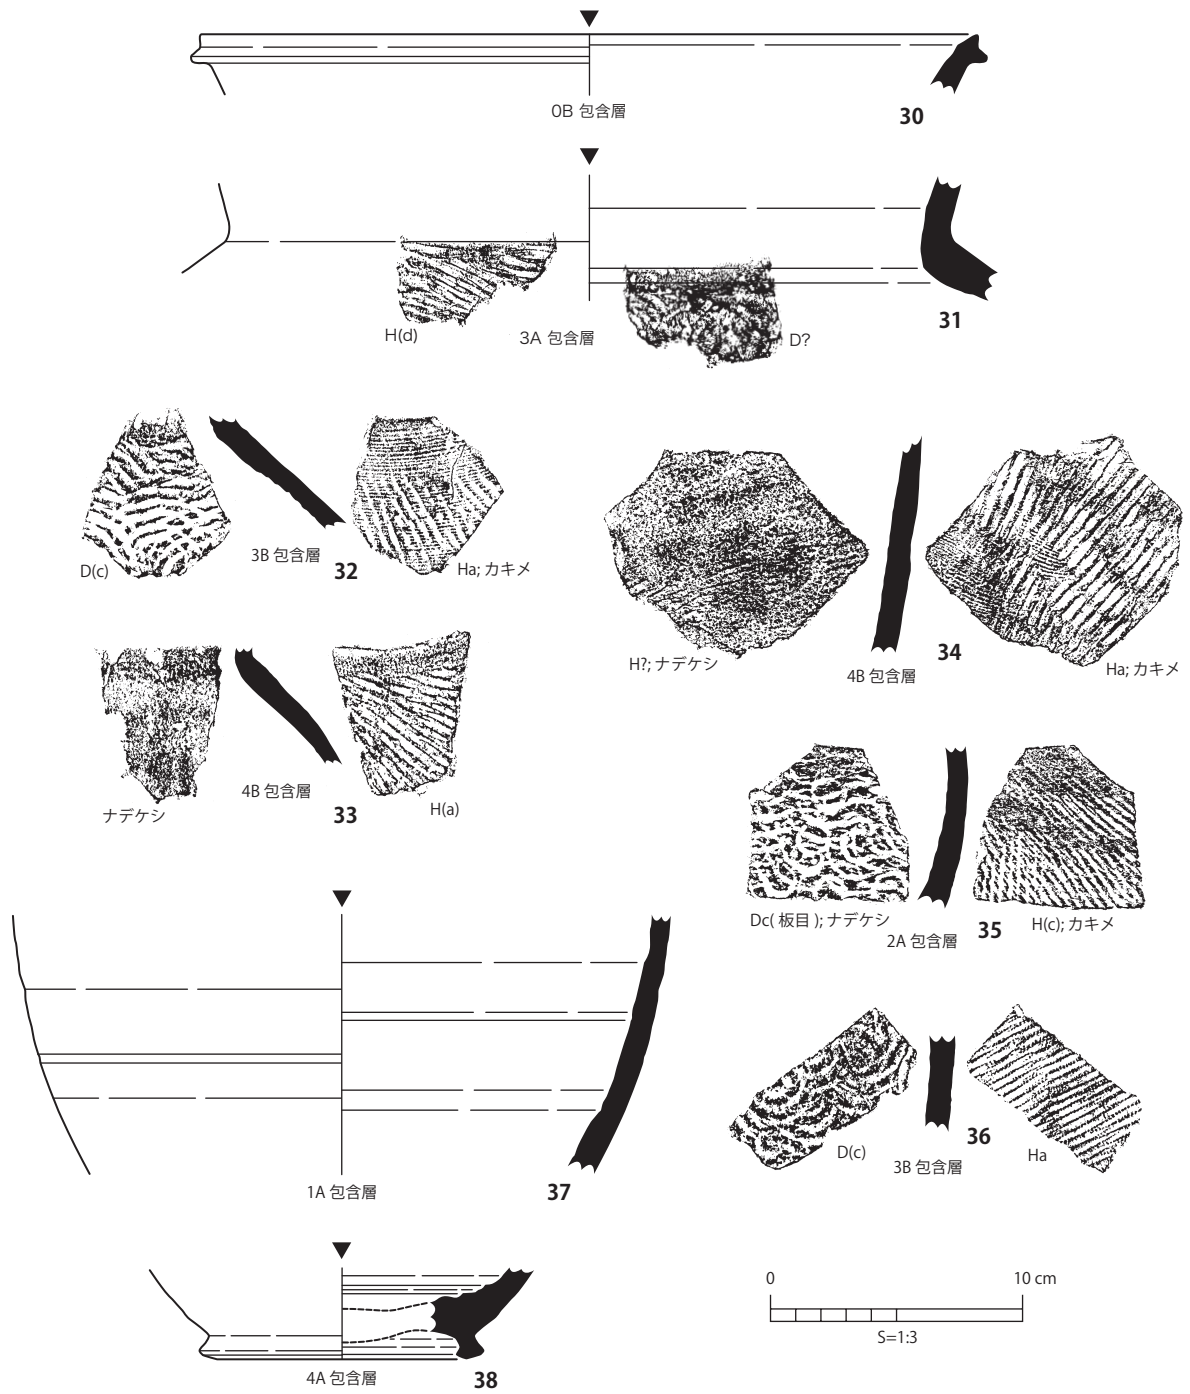 0B 包含層
30
H(d)
3A 包含層
D?
31
D(c)
3B 包含層
32
Ha; カキメ
H?; ナデケシ
4B 包含層
34
Ha; カキメ
ナデケシ
4B 包含層
33
H(a)
Dc( 板目 ); ナデケシ
2A 包含層
35
H(c); カキメ
D(c)
3B 包含層
36
Ha
1A 包含層
37
4A 包含層
38
0
10 cm
S=1:3